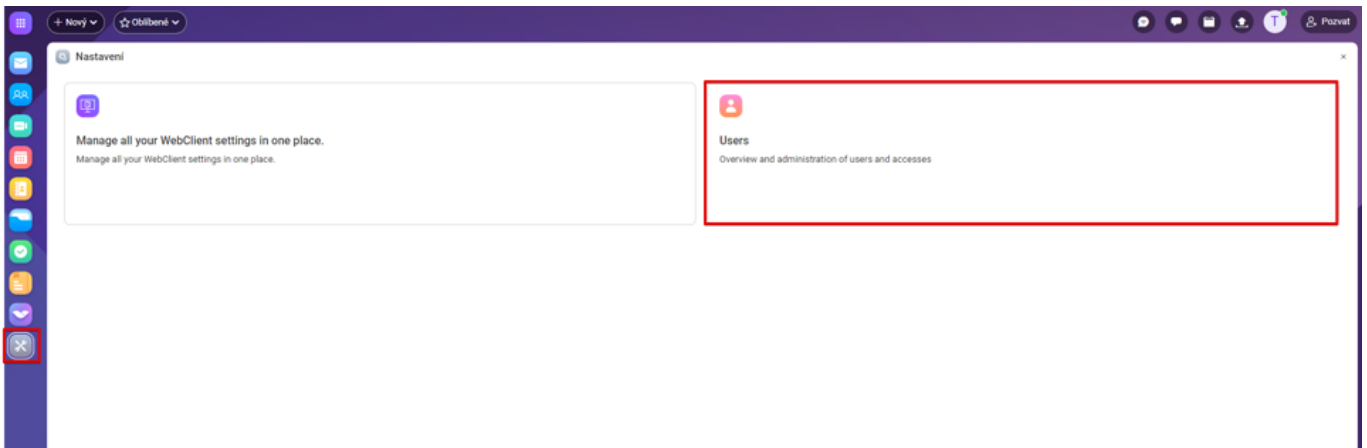 + Nový
Oblíbené
T
Pozvat
Nastavení
×
Manage all your WebClient settings in one place.
Manage all your WebClient settings in one place.
Users
Overview and administration of users and accesses